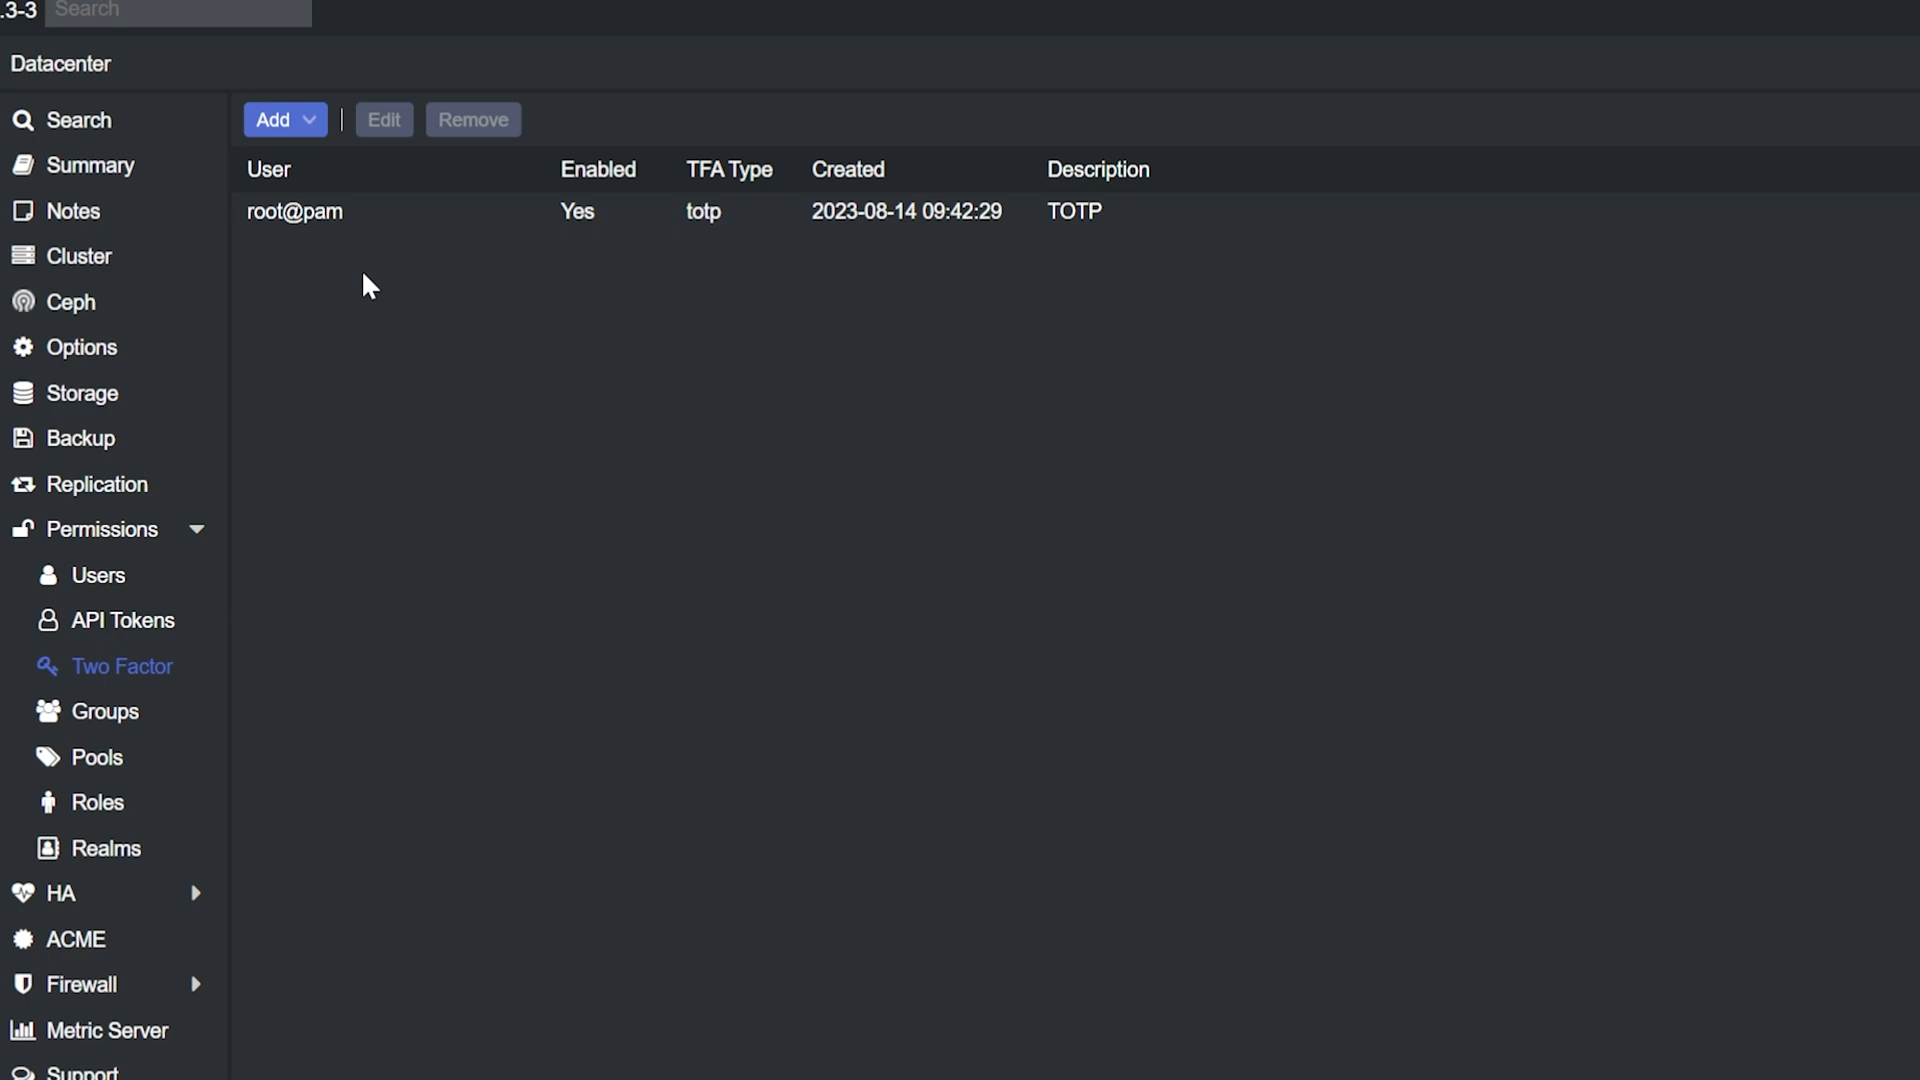 .3-3 Search
Datacenter
Search
Summary
Notes
Cluster
Ceph
Options
Storage
Backup
Replication
Permissions
Users
API Tokens
Two Factor
Groups
Pools
Roles
Realms
HA
ACME
Firewall
Metric Server
Support
Add | Edit Remove
User Enabled TFA Type Created Description
root@pam Yes totp 2023-08-14 09:42:29 TOTP